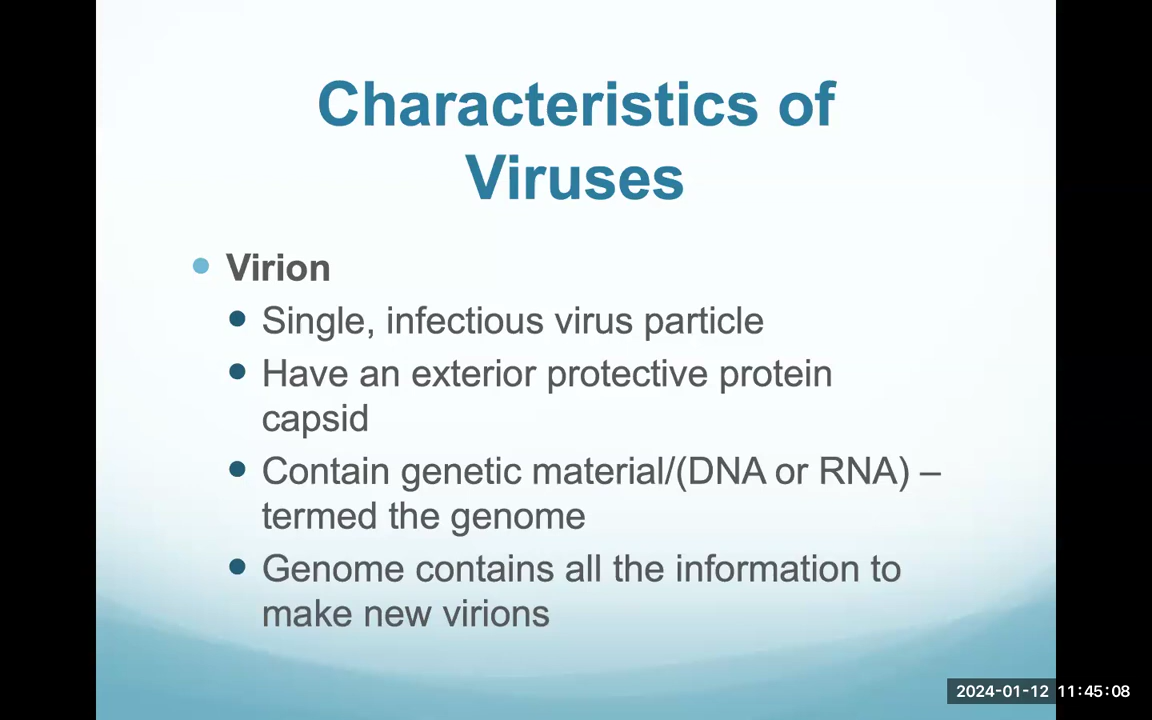 Characteristics of
Viruses
• Virion
• Single, infectious virus particle
• Have an exterior protective protein
capsid
• Contain genetic material/(DNA or RNA) –
termed the genome
• Genome contains all the information to
make new virions
2024-01-12 11:45:08